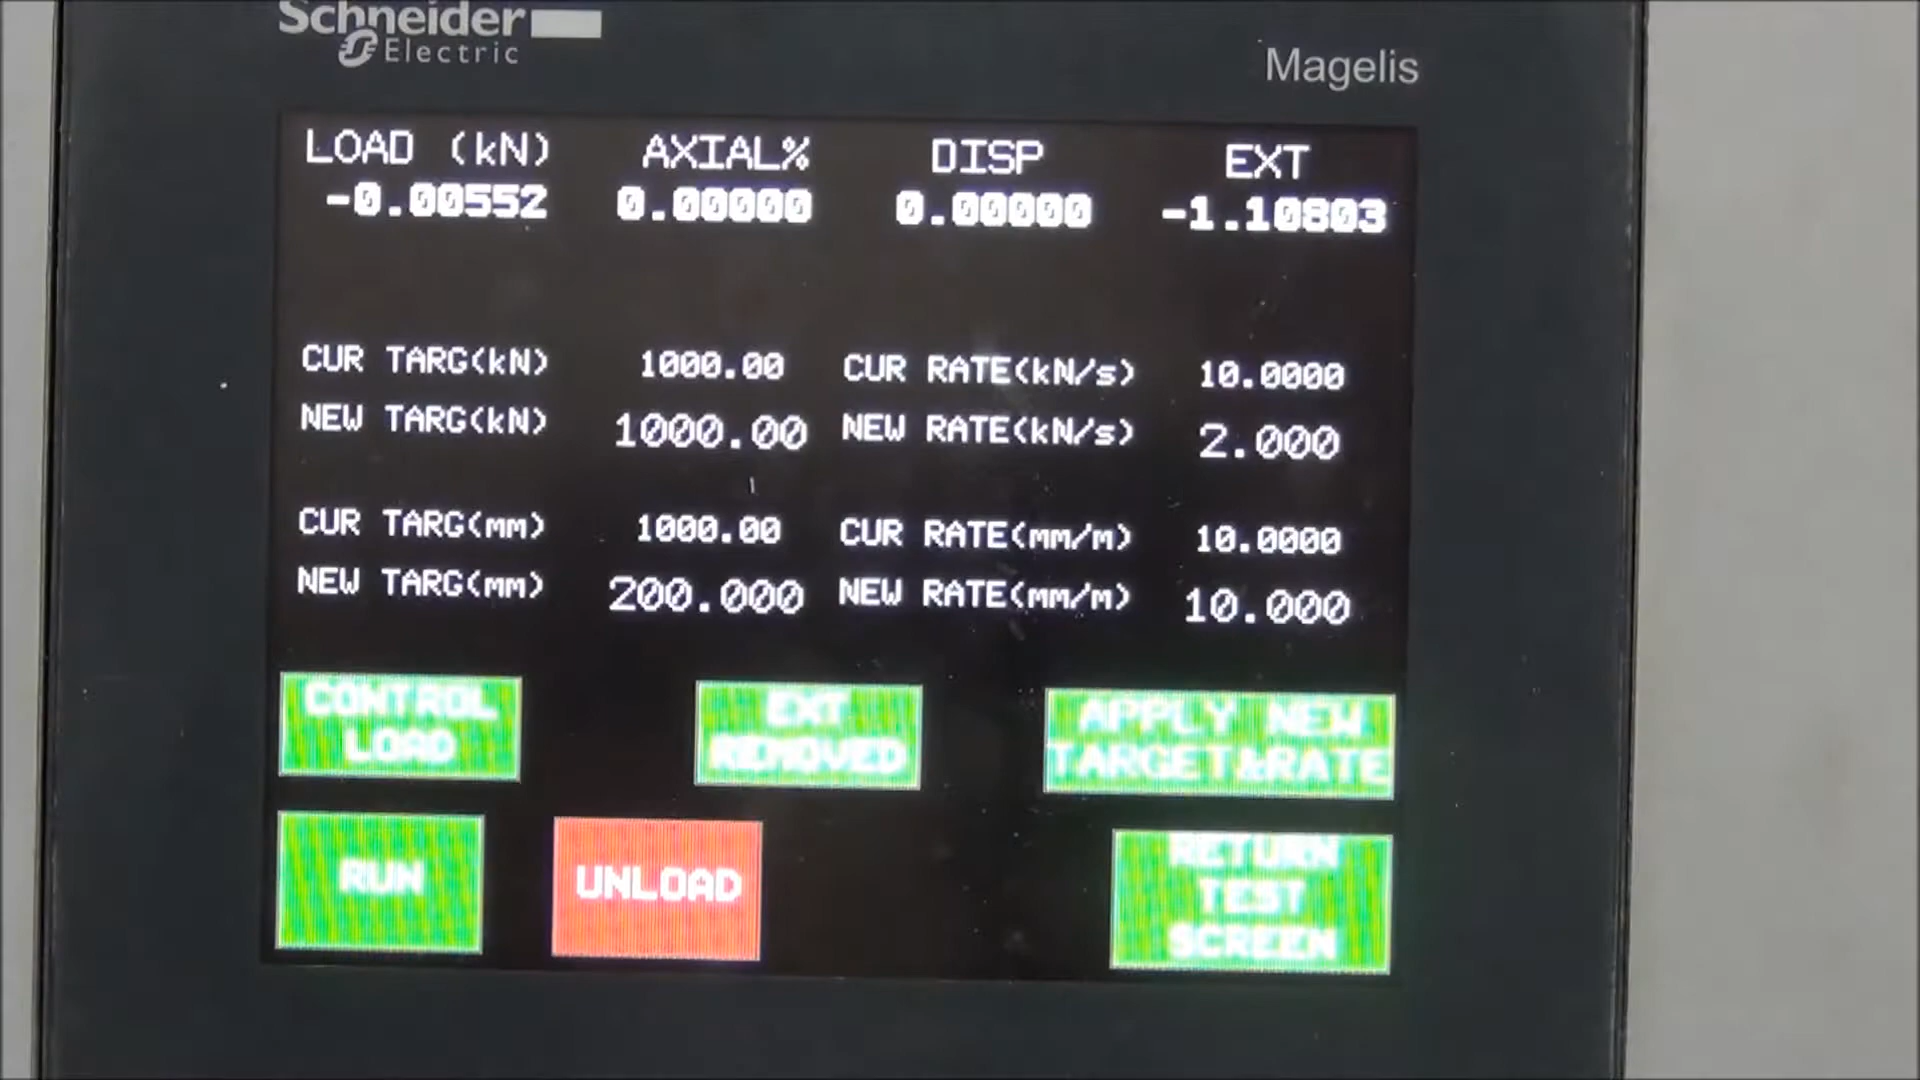 Schneider
Electric
Magelis
LOAD (kN) AXIAL% DISP EXT
-0.00552 0.00000 0.00000 -1.10803
CUR TARG(kN) 1000.00 CUR RATE(kN/s) 10.0000
NEW TARG(kN) 1000.00 NEW RATE(kN/s) 2.000
CUR TARG(mm) 1000.00 CUR RATE(mm/m) 10.0000
NEW TARG(mm) 200.000 NEW RATE(mm/m) 10.000
CONTROL
LOAD
EXT
REMOVED
APPLY NEW
TARGET&RATE
RUN
UNLOAD
RETURN
TEST
SCREEN